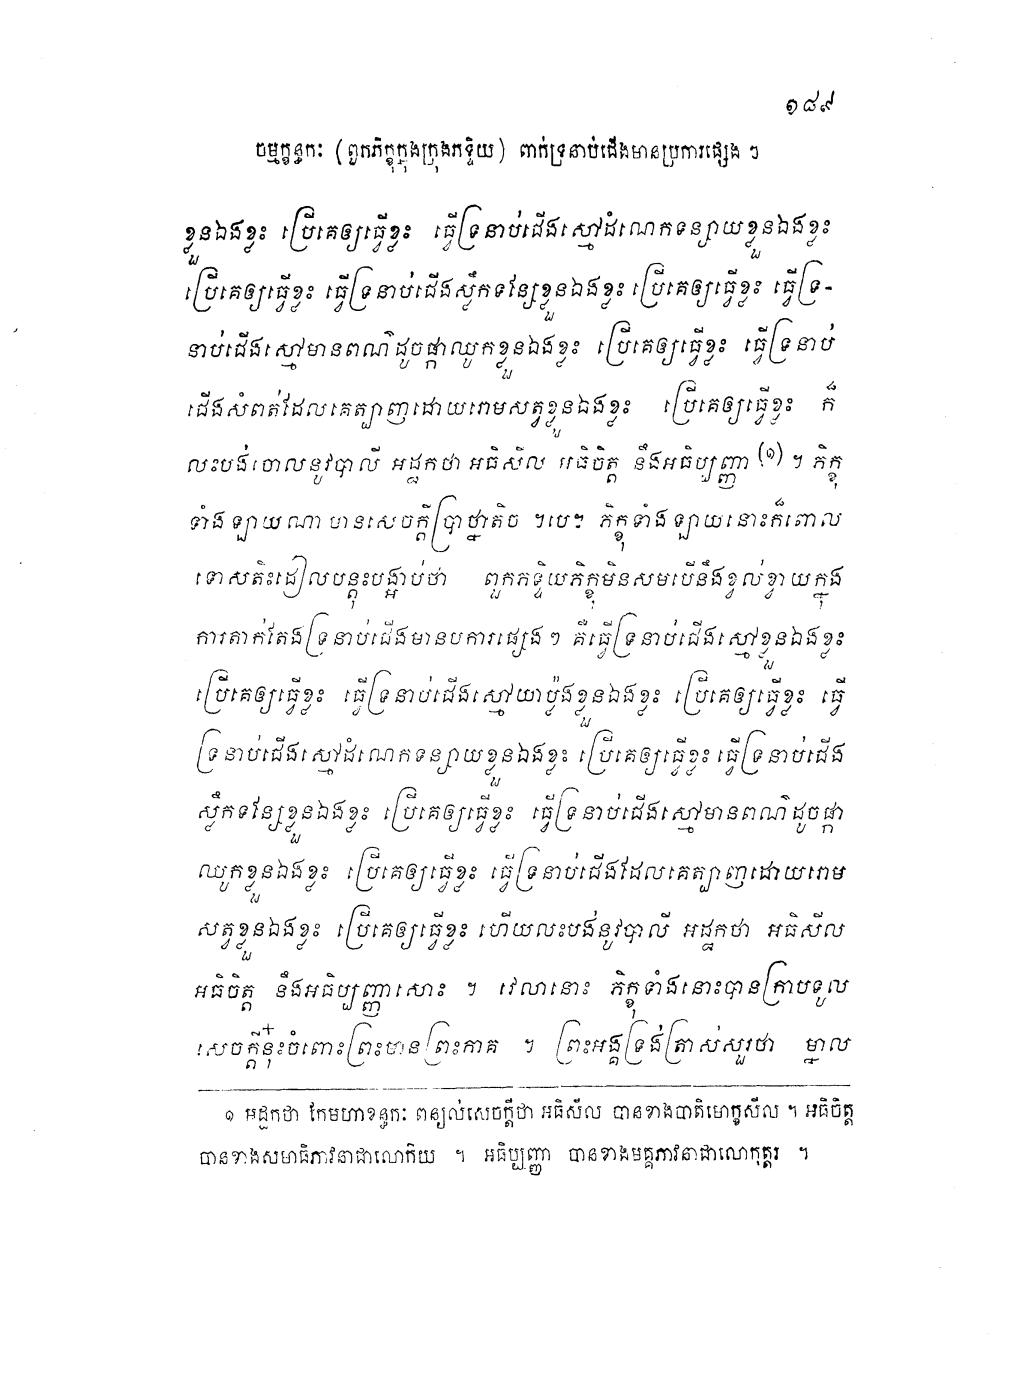 ១៨៩
ចម្មក្ខន្ធកៈ (ពួកភិក្ខុក្នុងក្រុងភទ្ទិយ) ពាក់ទ្រនាប់ជើងមានប្រការផ្សេង ៗ
ខ្លួនឯងខ្លះ ប្រើគេឲ្យធ្វើខ្លះ ធ្វើទ្រនាប់ជើងស្មៅដំណេកទន្សាយខ្លួនឯងខ្លះ
ប្រើគេឲ្យធ្វើខ្លះ ធ្វើទ្រនាប់ជើងស្លឹកទន្សែខ្លួនឯងខ្លះ ប្រើគេឲ្យធ្វើខ្លះ ធ្វើទ្រ-
នាប់ជើងស្មៅមានពណ៌ដូចផ្កាឈូកខ្លួនឯងខ្លះ ប្រើគេឲ្យធ្វើខ្លះ ធ្វើទ្រនាប់
ជើងសំពត់ដែលគេត្បាញដោយរោមសត្វខ្លួនឯងខ្លះ ប្រើគេឲ្យធ្វើខ្លះ ក៏
លះបង់ចោលនូវបាលី អដ្ឋកថា អធិសីល អធិចិត្ត នឹងអធិប្បញ្ញា (១) ។ ភិក្ខុ
ទាំងឡាយណា មានសេចក្តីប្រាថ្នាតិច ។បេ។ ភិក្ខុទាំងឡាយនោះក៏ពោល
ទោសតិះដៀលបន្តុះបង្អាប់ថា ពួកភទ្ទិយភិក្ខុមិនសមបើនឹងខ្វល់ខ្វាយក្នុង
ការតាក់តែងទ្រនាប់ជើងមានបការផ្សេងៗ គឺធ្វើទ្រនាប់ជើងស្មៅខ្លួនឯងខ្លះ
ប្រើគេឲ្យធ្វើខ្លះ ធ្វើទ្រនាប់ជើងស្មៅយាប្លងខ្លួនឯងខ្លះ ប្រើគេឲ្យធ្វើខ្លះ ធ្វើ
ទ្រនាប់ជើងស្មៅដំណេកទន្សាយខ្លួនឯងខ្លះ ប្រើគេឲ្យធ្វើខ្លះ ធ្វើទ្រនាប់ជើង
ស្លឹកទន្សែខ្លួនឯងខ្លះ ប្រើគេឲ្យធ្វើខ្លះ ធ្វើទ្រនាប់ជើងស្មៅមានពណ៌ដូចផ្កា
ឈូកខ្លួនឯងខ្លះ ប្រើគេឲ្យធ្វើខ្លះ ធ្វើទ្រនាប់ជើងដែលគេត្បាញដោយរោម
សត្វខ្លួនឯងខ្លះ ប្រើគេឲ្យធ្វើខ្លះ ហើយលះបង់នូវបាលី អដ្ឋកថា អធិសីល
អធិចិត្ត នឹងអធិប្បញ្ញាសោះ ។ វេលានោះ ភិក្ខុទាំងនោះបានក្រាបទូល
សេចក្តីនុ៎ះចំពោះព្រះមានព្រះភាគ ។ ព្រះអង្គទ្រង់ត្រាស់សួរថា ម្នាល
១ អដ្ឋកថា កែមហាខន្ធកៈ ពន្យល់សេចក្តីថា អធិសីល បានខាងបាតិមោក្ខសីល ។ អធិចិត្ត
បានខាងសមាធិភាវនាជាលោកិយ ។ អធិប្បញ្ញា បានខាងមគ្គភាវនាជាលោកុត្តរ ។